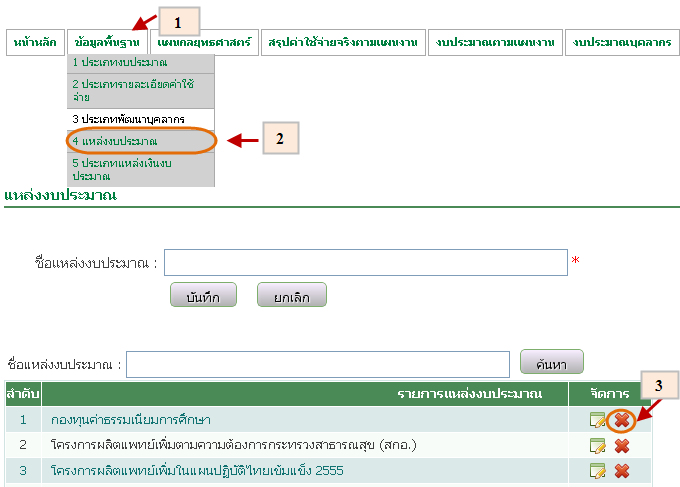 1
หน้าหลัก ข้อมูลพื้นฐาน แผนกลยุทธศาสตร์ สรุปค่าใช้จ่ายจริงตามแผนงาน งบประมาณตามแผนงาน งบประมาณบุคลากร
1 ประเภทงบประมาณ
2 ประเภทรายละเอียดค่าใช้
จ่าย
3 ประเภทพัฒนาบุคลากร
4 แหล่งงบประมาณ
2
5 ประเภทแหล่งเงินงบ
ประมาณ
แหล่งงบประมาณ
ชื่อแหล่งงบประมาณ : *
บันทึก ยกเลิก
ชื่อแหล่งงบประมาณ : ค้นหา
3
ลำดับ รายการแหล่งงบประมาณ จัดการ
1 กองทุนค่าธรรมเนียมการศึกษา
2 โครงการผลิตแพทย์เพิ่มตามความต้องการกระทรวงสาธารณสุข (สกอ.)
3 โครงการผลิตแพทย์เพิ่มในแผนปฏิบัติไทยเข้มแข็ง 2555